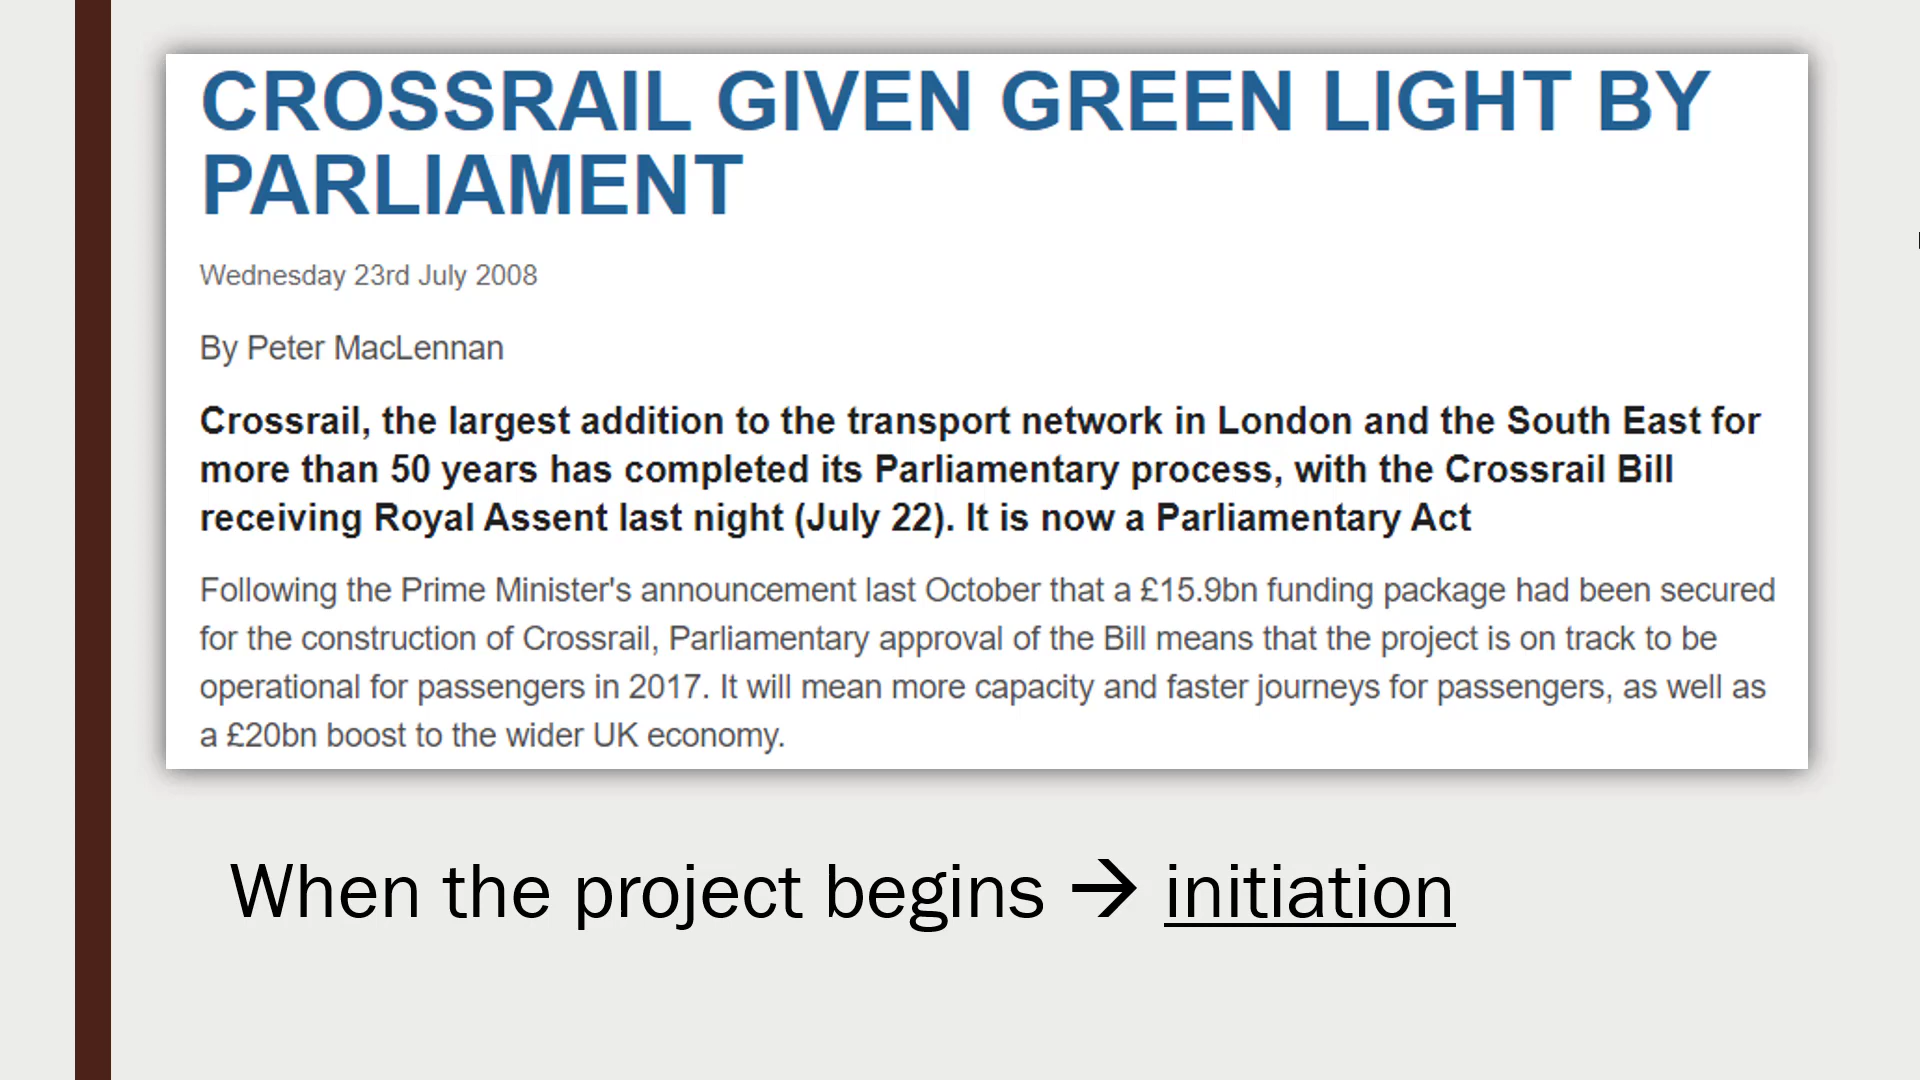 CROSSRAIL GIVEN GREEN LIGHT BY
PARLIAMENT
Wednesday 23rd July 2008
By Peter MacLennan
Crossrail, the largest addition to the transport network in London and the South East for
more than 50 years has completed its Parliamentary process, with the Crossrail Bill
receiving Royal Assent last night (July 22). It is now a Parliamentary Act
Following the Prime Minister's announcement last October that a £15.9bn funding package had been secured
for the construction of Crossrail, Parliamentary approval of the Bill means that the project is on track to be
operational for passengers in 2017. It will mean more capacity and faster journeys for passengers, as well as
a £20bn boost to the wider UK economy.
When the project begins → initiation